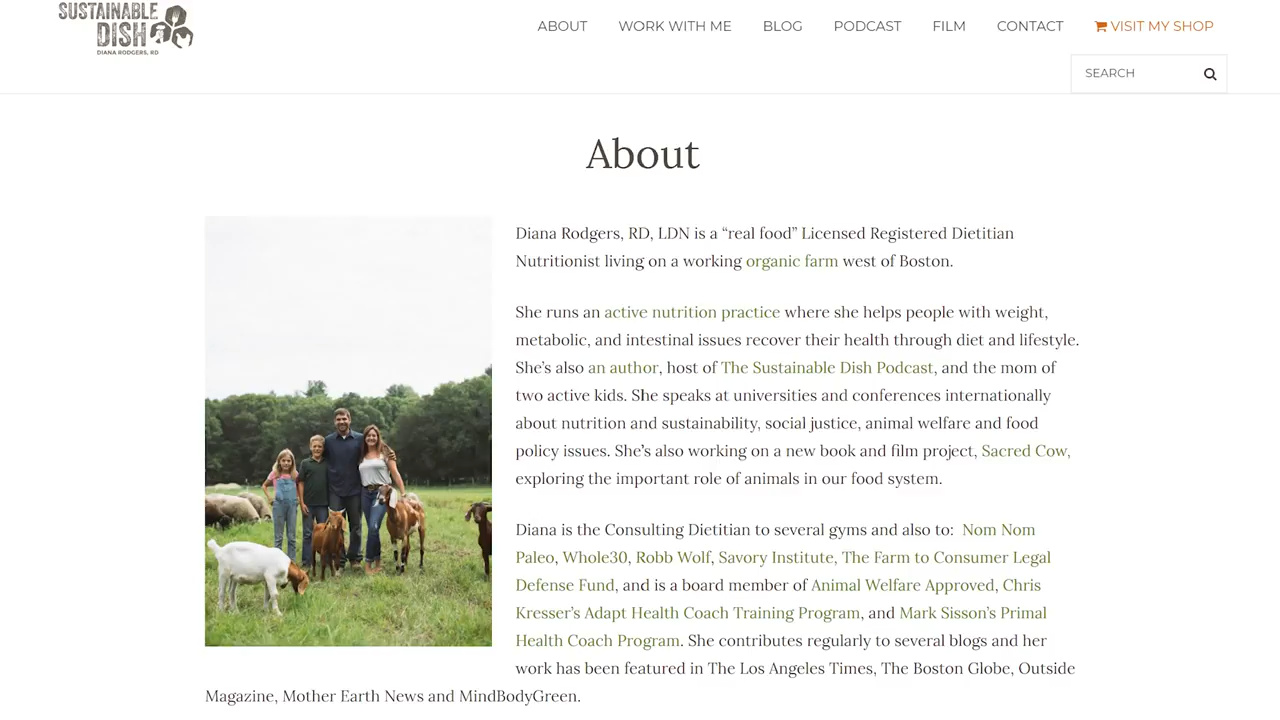 SUSTAINABLE
DISH
DIANA RODGERS, RD
ABOUT WORK WITH ME BLOG PODCAST FILM CONTACT VISIT MY SHOP
SEARCH
About
Diana Rodgers, RD, LDN is a “real food” Licensed Registered Dietitian
Nutritionist living on a working organic farm west of Boston.
She runs an active nutrition practice where she helps people with weight,
metabolic, and intestinal issues recover their health through diet and lifestyle.
She’s also an author, host of The Sustainable Dish Podcast, and the mom of
two active kids. She speaks at universities and conferences internationally
about nutrition and sustainability, social justice, animal welfare and food
policy issues. She’s also working on a new book and film project, Sacred Cow,
exploring the important role of animals in our food system.
Diana is the Consulting Dietitian to several gyms and also to: Nom Nom
Paleo, Whole30, Robb Wolf, Savory Institute, The Farm to Consumer Legal
Defense Fund, and is a board member of Animal Welfare Approved, Chris
Kresser’s Adapt Health Coach Training Program, and Mark Sisson’s Primal
Health Coach Program. She contributes regularly to several blogs and her
work has been featured in The Los Angeles Times, The Boston Globe, Outside
Magazine, Mother Earth News and MindBodyGreen.